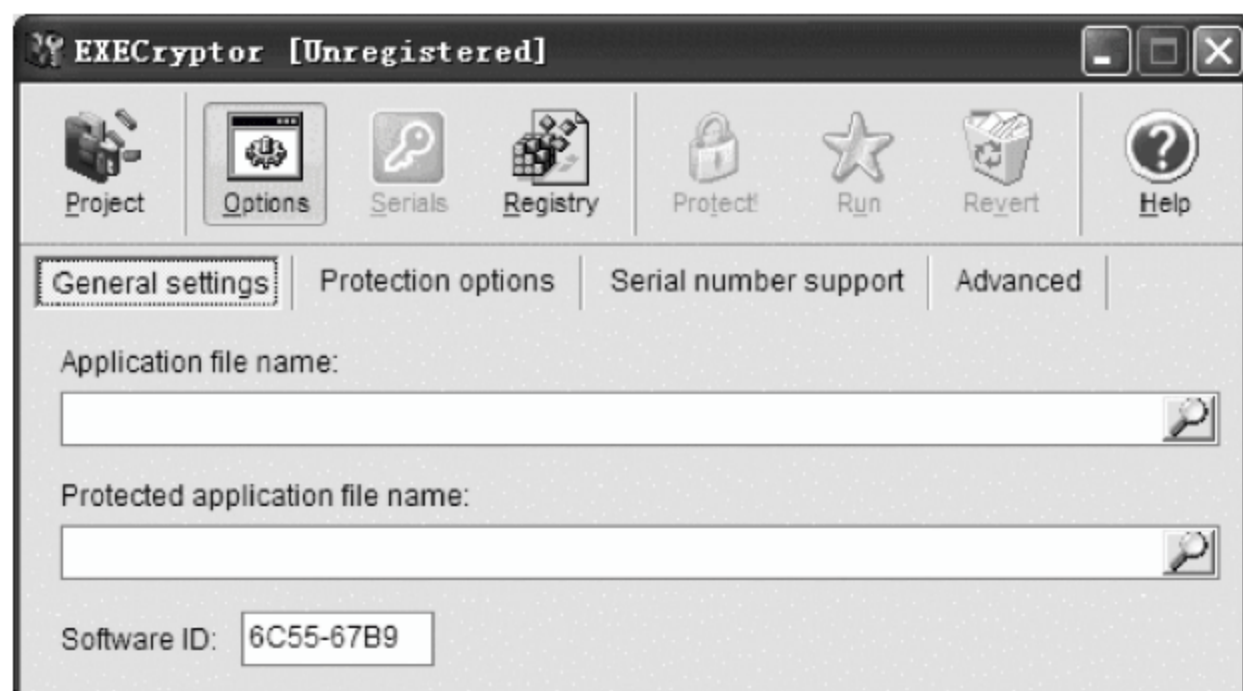 EXECryptor [Unregistered]
Project Options Serials Registry Protect! Run Revert Help
General settings Protection options Serial number support Advanced
Application file name:
Protected application file name:
Software ID: 6C55-67B9